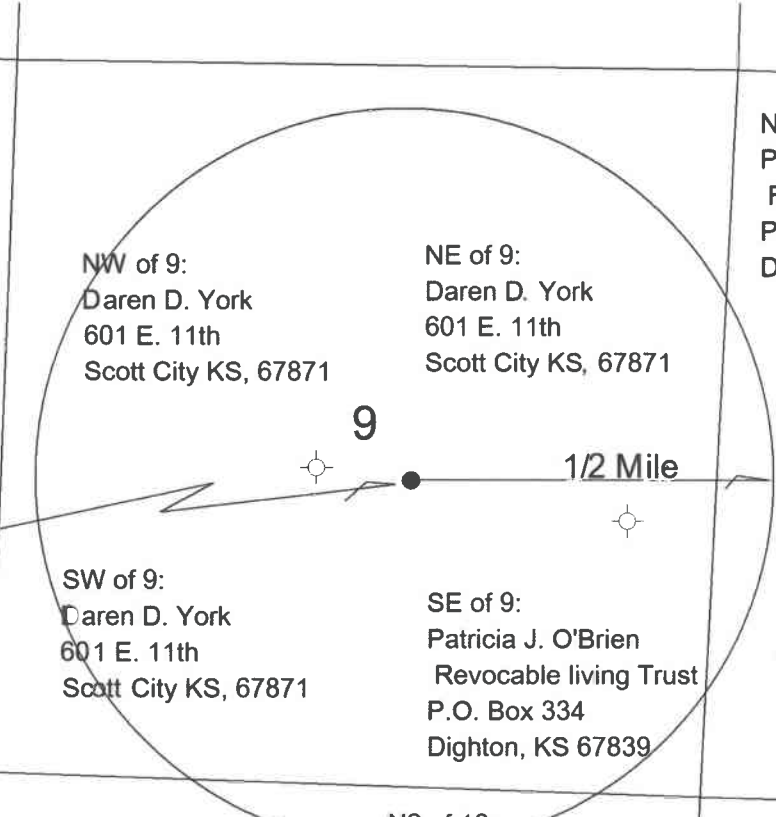 NW of 9:
Daren D. York
601 E. 11th
Scott City KS, 67871
NE of 9:
Daren D. York
601 E. 11th
Scott City KS, 67871
9
1/2 Mile
SW of 9:
Daren D. York
601 E. 11th
Scott City KS, 67871
SE of 9:
Patricia J. O'Brien
Revocable living Trust
P.O. Box 334
Dighton, KS 67839